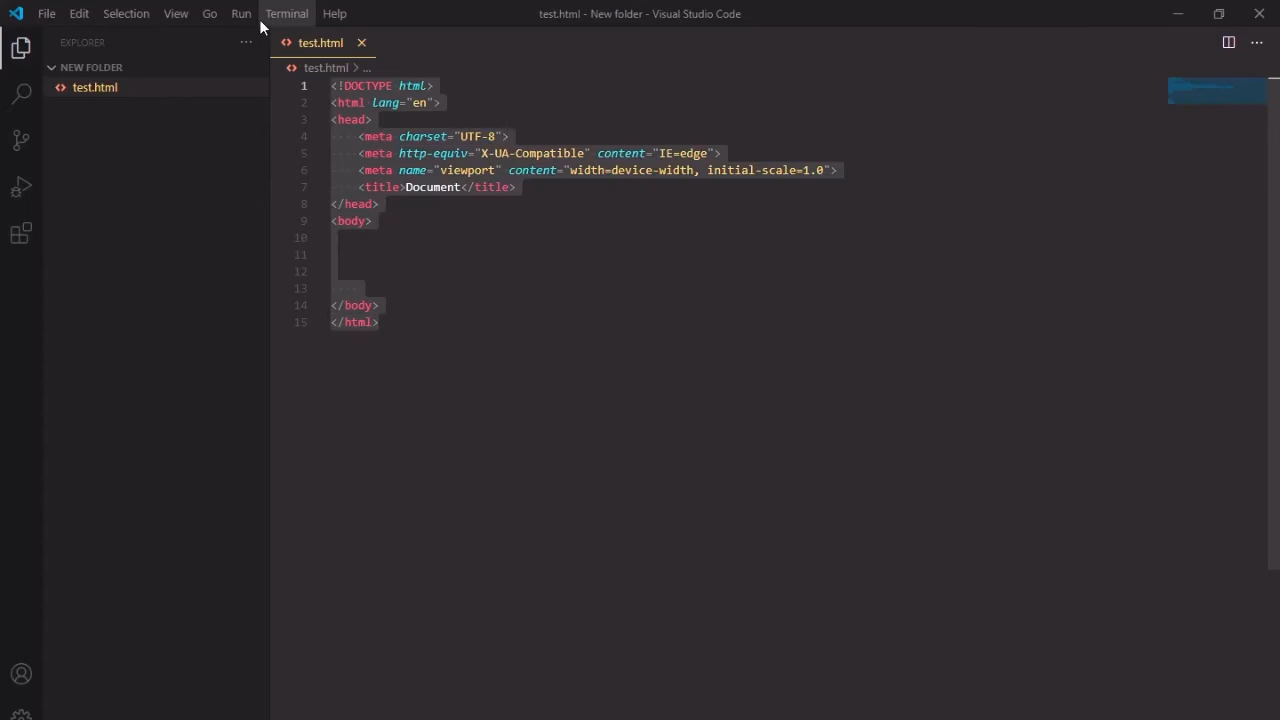 File Edit Selection View Go Run Terminal Help test.html - New folder - Visual Studio Code
EXPLORER ...
NEW FOLDER
test.html
test.html
test.html > ...
1 <!DOCTYPE html>
2 <html lang="en">
3 <head>
4 <meta charset="UTF-8">
5 <meta http-equiv="X-UA-Compatible" content="IE=edge">
6 <meta name="viewport" content="width=device-width, initial-scale=1.0">
7 <title>Document</title>
8 </head>
9 <body>
10
11
12
13
14 </body>
15 </html>